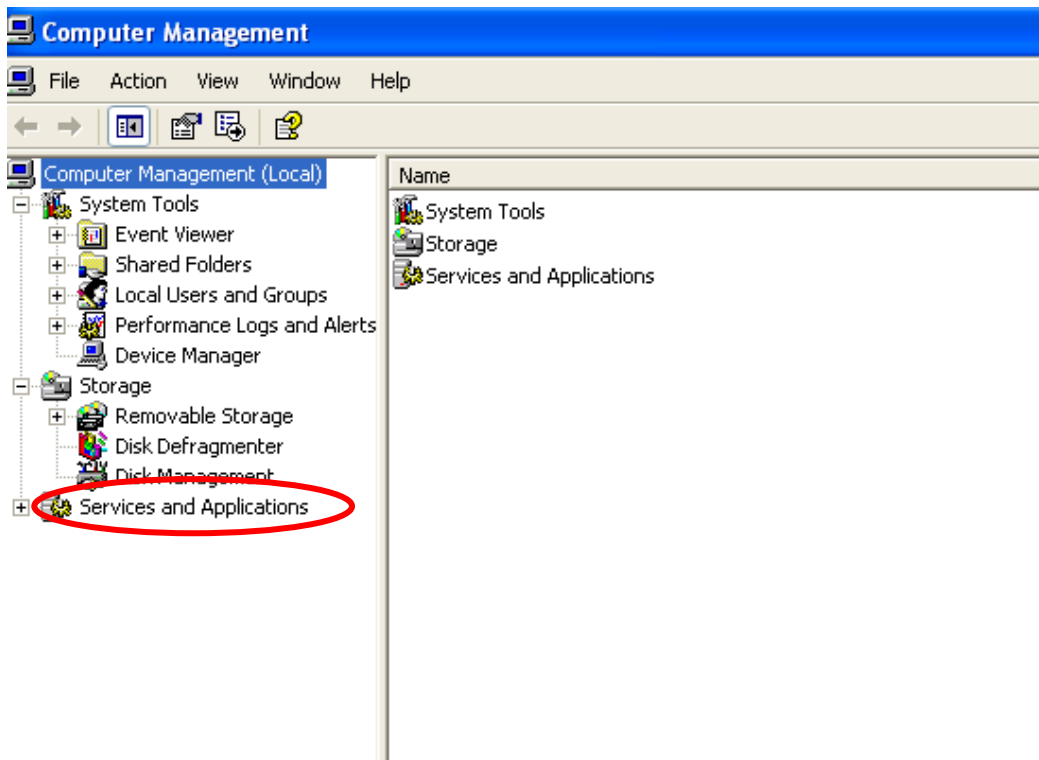 Computer Management
File Action View Window Help
Computer Management (Local)
System Tools
Event Viewer
Shared Folders
Local Users and Groups
Performance Logs and Alerts
Device Manager
Storage
Removable Storage
Disk Defragmenter
Disk Management
Services and Applications
Name
System Tools
Storage
Services and Applications